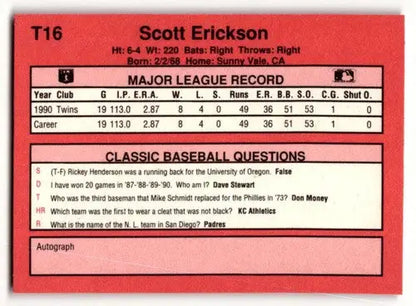 T16
Scott Erickson
Ht: 6-4 Wt: 220 Bats: Right Throws: Right
Born: 2/2/68 Home: Sunny Vale, CA
MAJOR LEAGUE RECORD
Year Club G I.P. E.R.A. W. L. S. O. Runs E.R. B.B. S.O. C.G. Shut O.
1990 Twins 19 113.0 2.87 8 4 0 49 36 51 53 1 0
Career 19 113.0 2.87 8 4 0 49 36 51 53 1 0
CLASSIC BASEBALL QUESTIONS
S (T-F) Rickey Henderson was a running back for the University of Oregon. False
D I have won 20 games in '87-'88-'89-'90. Who am I? Dave Stewart
T Who was the third baseman that Mike Schmidt replaced for the Phillies in '73? Don Money
HR Which team was the first to wear a cleat that was not black? KC Athletics
R What is the name of the N. L. team in San Diego? Padres
Autograph